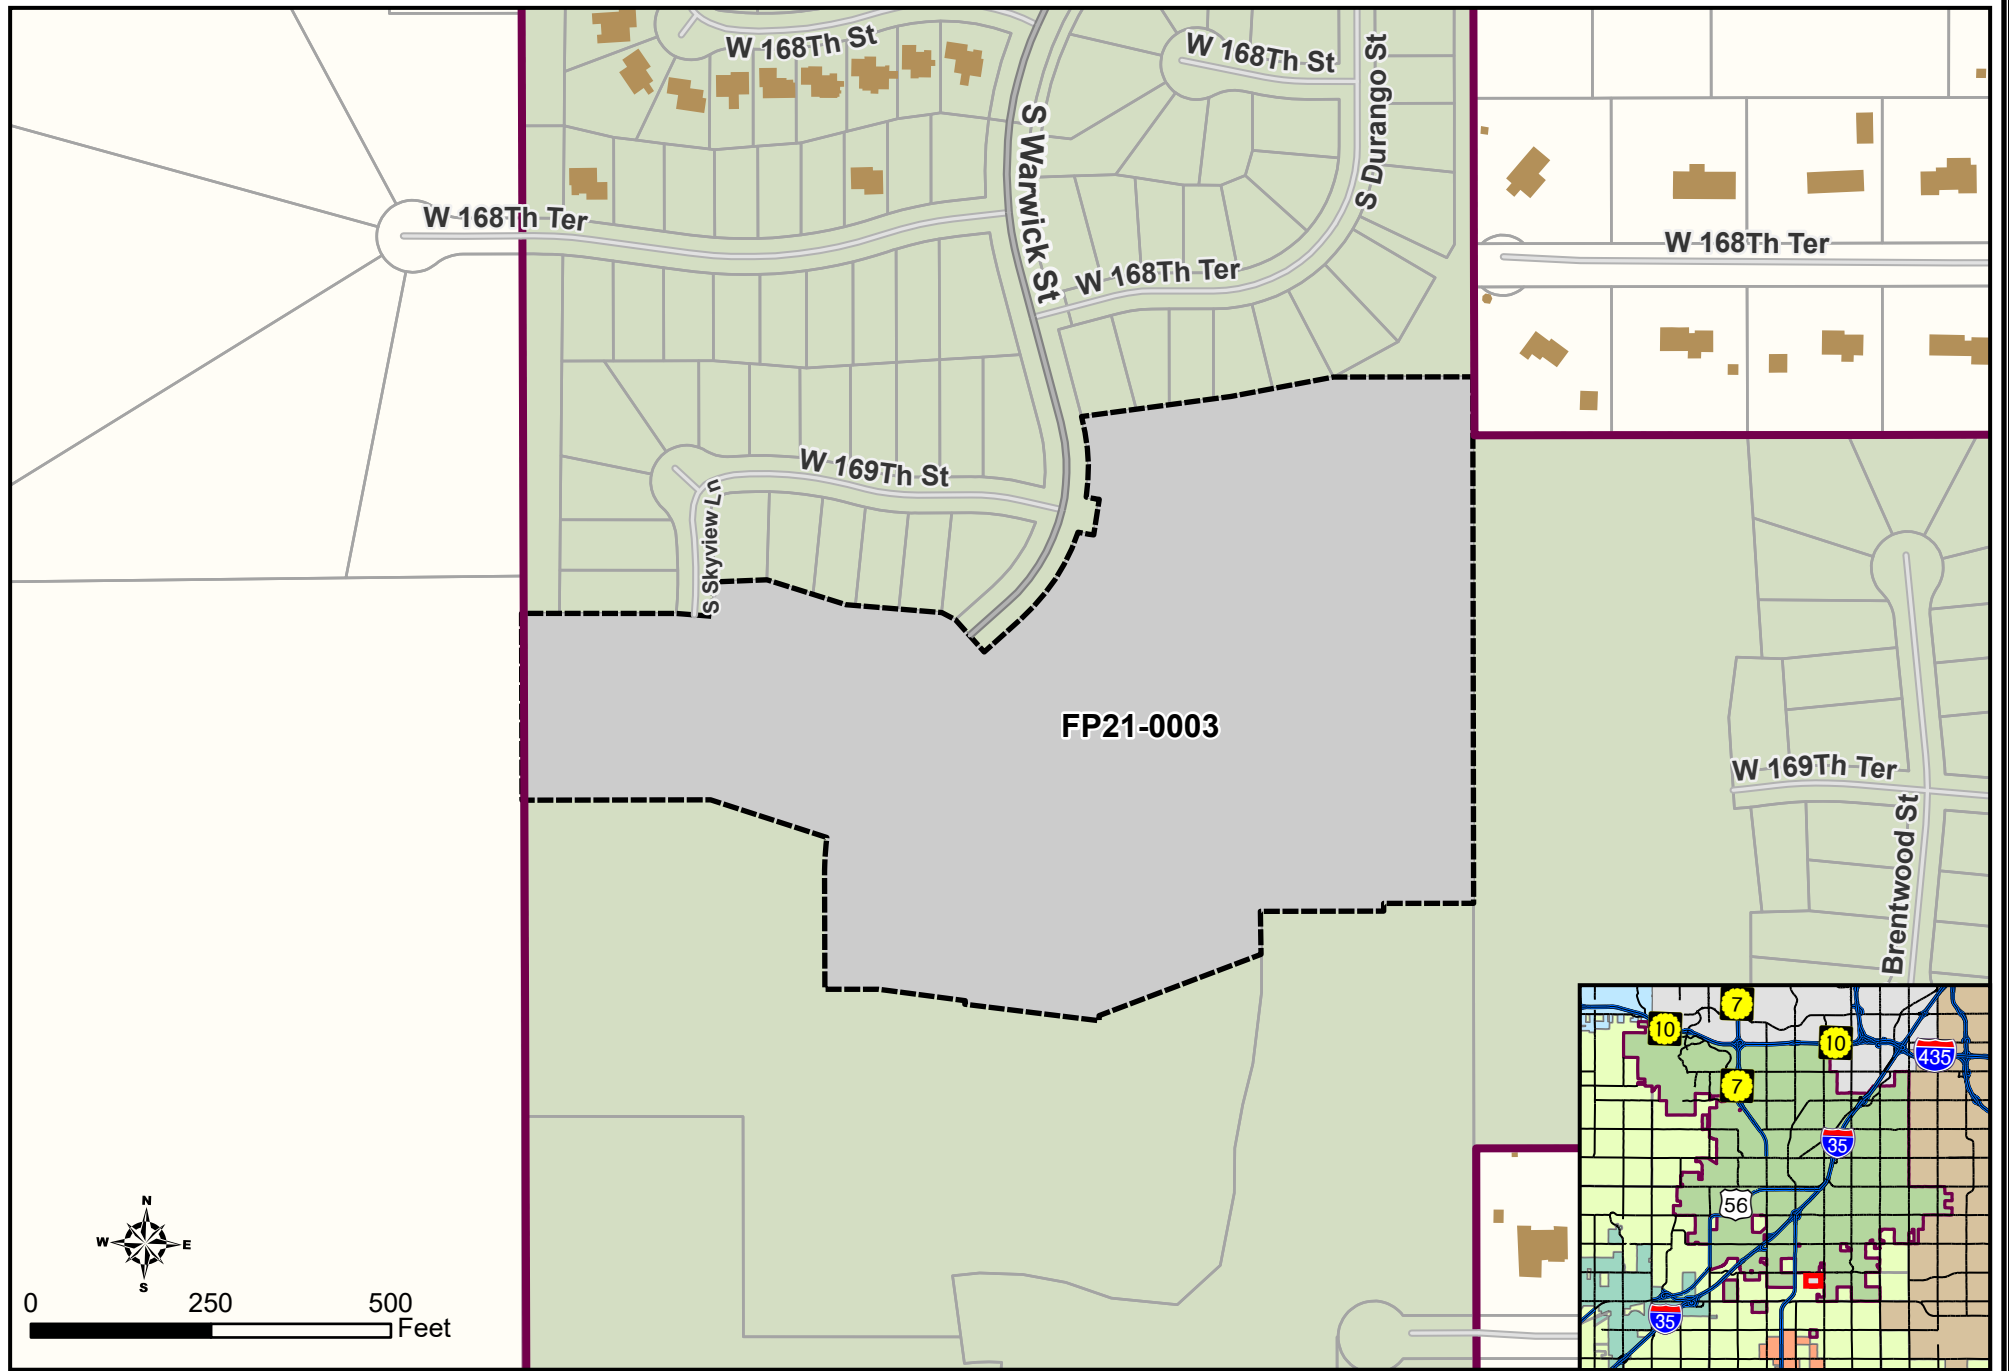 W 168Th St
W 168Th St
S Durango St
S Warwick St
W 168Th Ter
W 168Th Ter
W 168Th Ter
W 169Th St
S Skyview Ln
FP21-0003
W 169Th Ter
Brentwood St
7
10
10
435
7
35
56
35
N
W
E
S
0 250 500
Feet